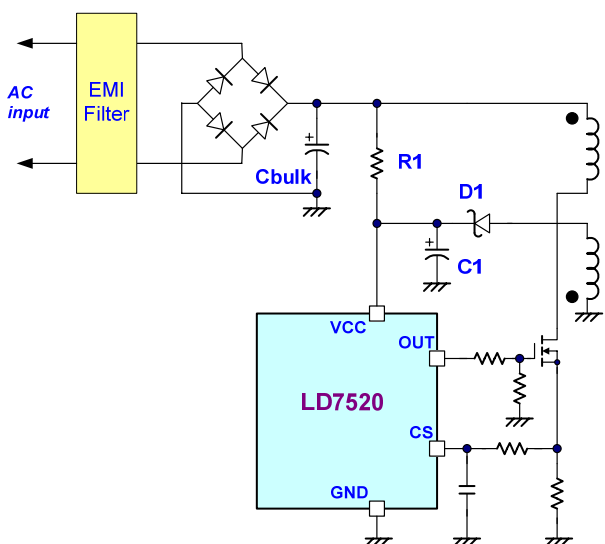 EMI
Filter
AC
input
+
Cbulk
R1
D1
+
C1
VCC
OUT
LD7520
CS
GND